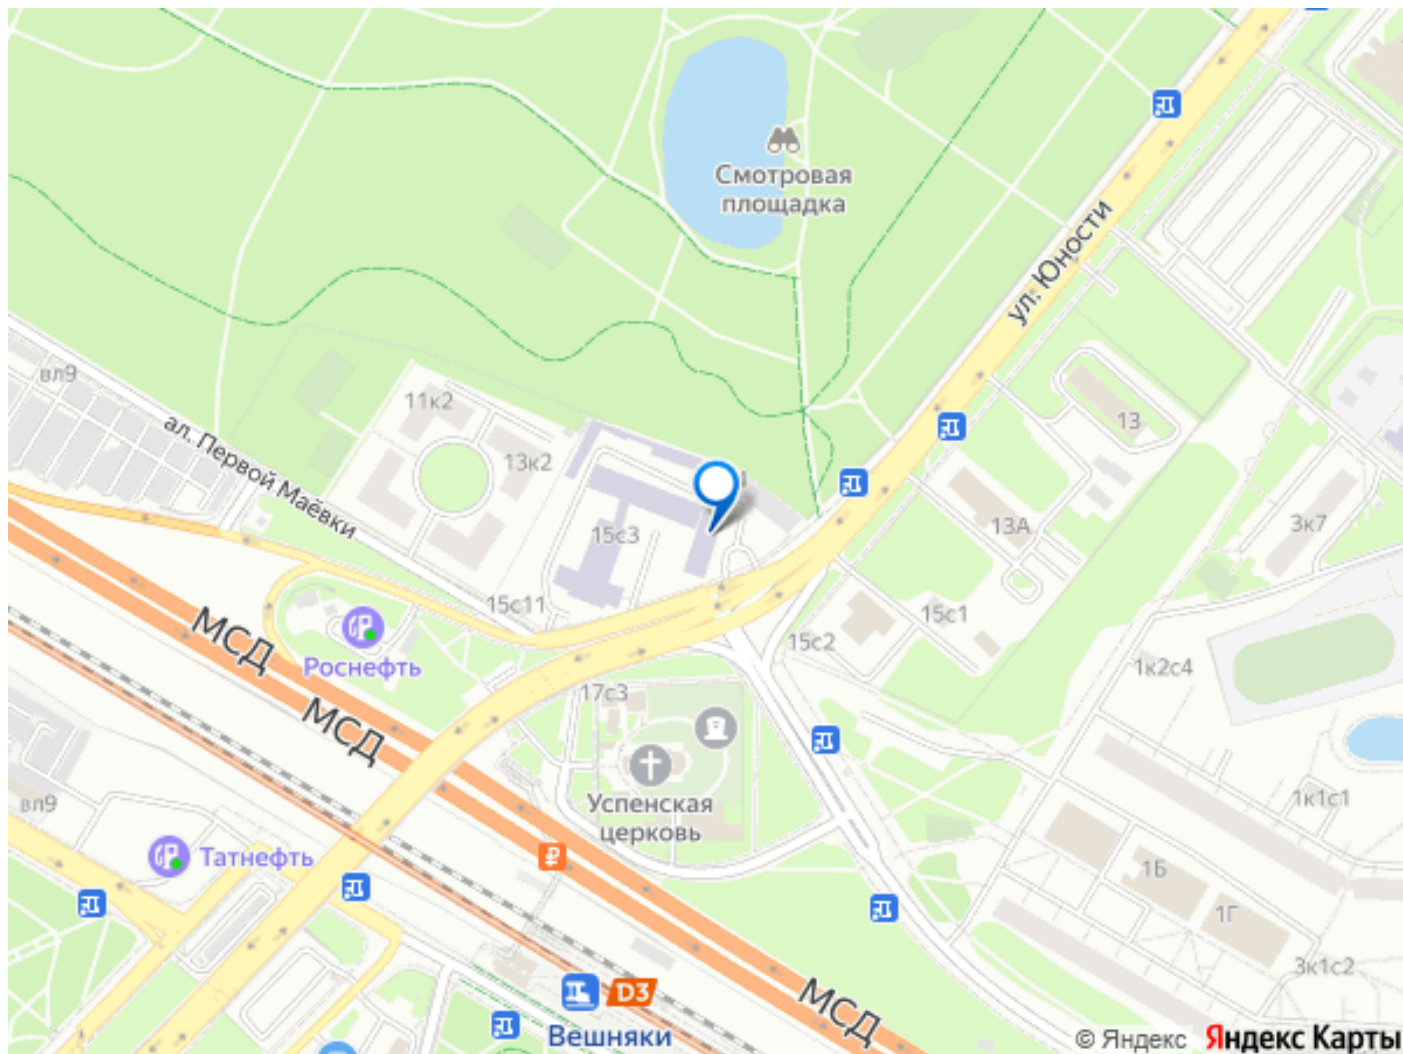 Смотровая
площадка
ул. Юности
вл9
ал. Первой Маёвки
11к2
13к2
13
15с3
13А
3к7
15с11
15с1
15с2
МСД
Роснефть
1к2с4
17с3
МСД
Успенская
церковь
вл9
1к1с1
Татнефть
₽
1Б
1Г
3к1с2
D3
МСД
Вешняки
© Яндекс Яндекс Карты